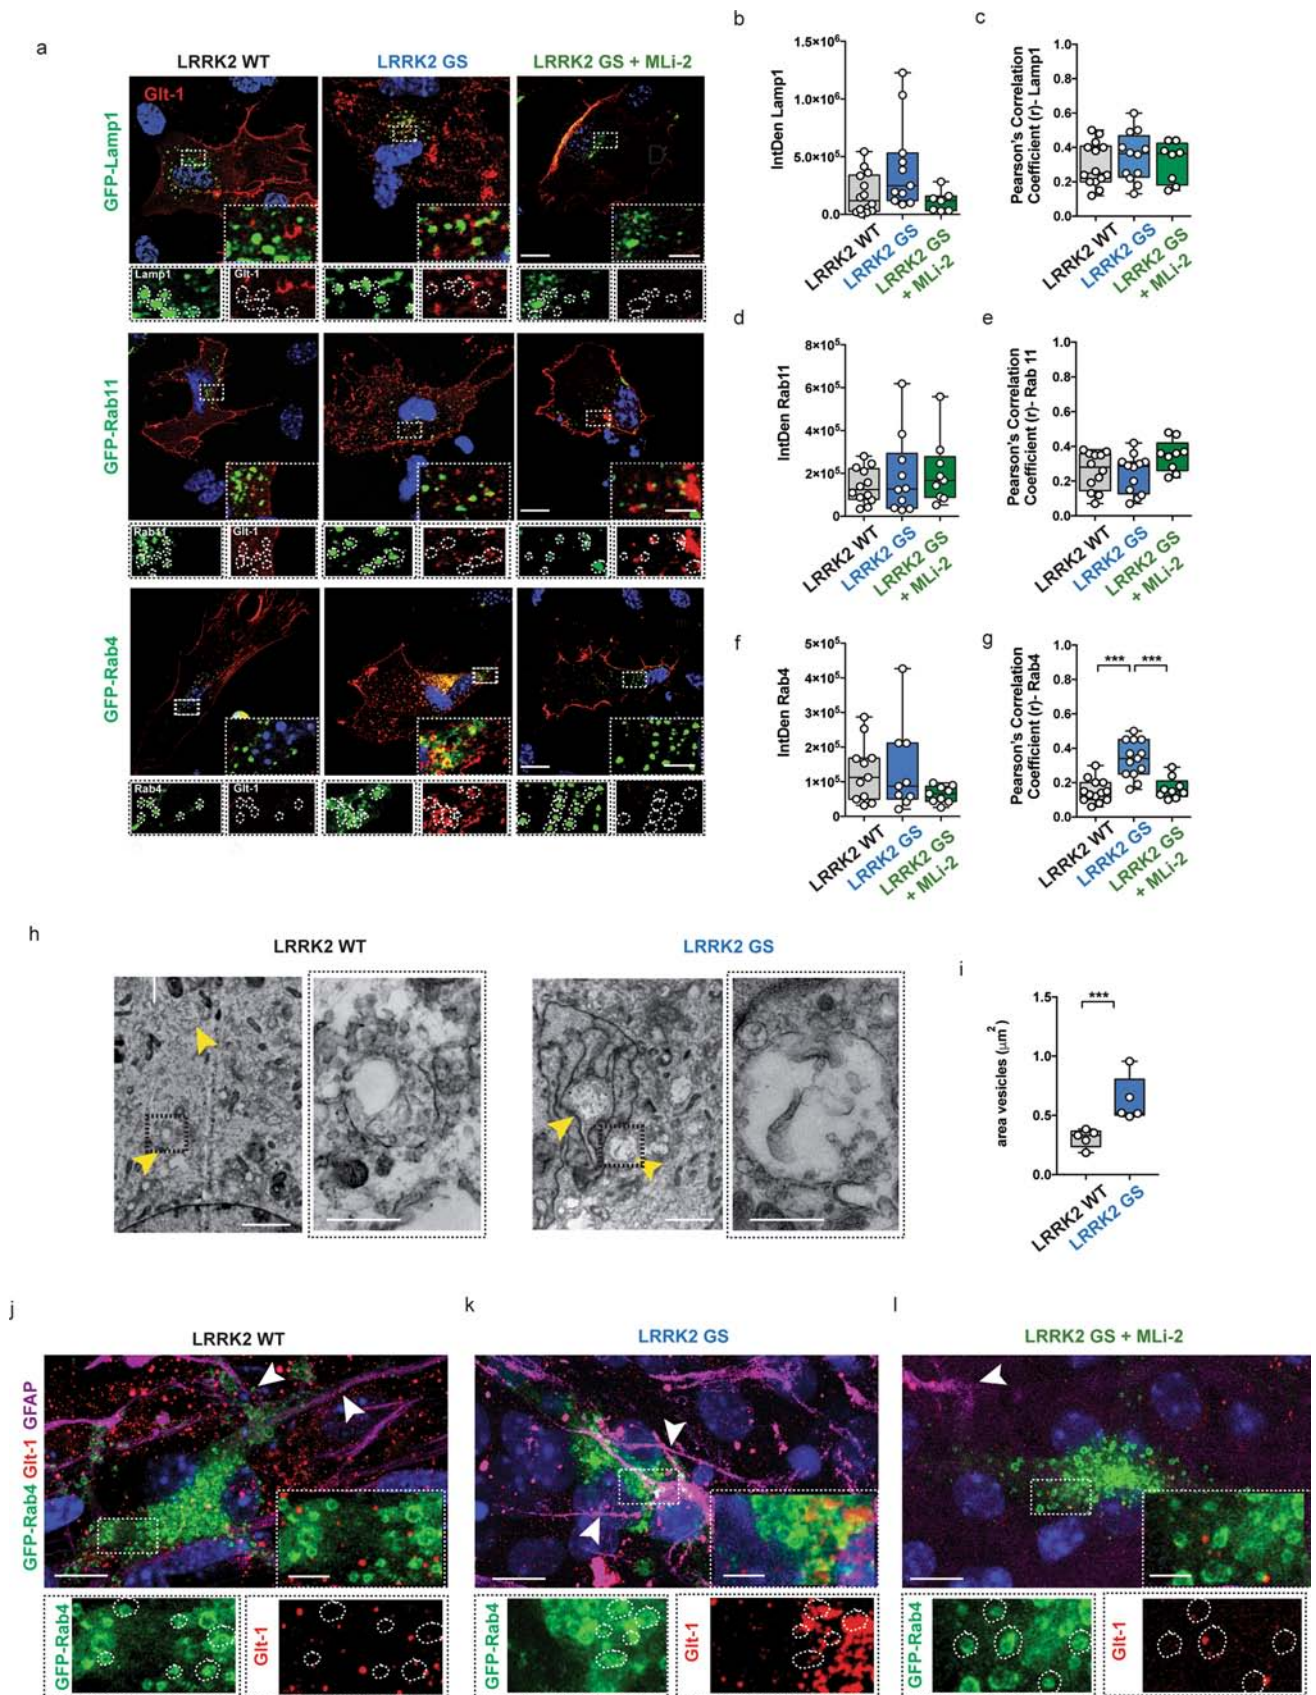 a
LRRK2 WT
LRRK2 GS
LRRK2 GS + MLi-2
GFP-Lamp1
Glt-1
Lamp1
Glt-1
GFP-Rab11
Rab11
Glt-1
GFP-Rab4
Rab4
Glt-1
b
IntDen Lamp1
1.5×10⁶
1.0×10⁶
5.0×10⁵
0.0
LRRK2 WT
LRRK2 GS
LRRK2 GS
+ MLi-2
c
Pearson's Correlation
Coefficient (r)- Lamp1
1.0
0.8
0.6
0.4
0.2
0.0
LRRK2 WT
LRRK2 GS
LRRK2 GS
+ MLi-2
d
IntDen Rab11
8×10⁵
6×10⁵
4×10⁵
2×10⁵
0
LRRK2 WT
LRRK2 GS
LRRK2 GS
+ MLi-2
e
Pearson's Correlation
Coefficient (r)- Rab 11
1.0
0.8
0.6
0.4
0.2
0.0
LRRK2 WT
LRRK2 GS
LRRK2 GS
+ MLi-2
f
IntDen Rab4
5×10⁵
4×10⁵
3×10⁵
2×10⁵
1×10⁵
0
LRRK2 WT
LRRK2 GS
LRRK2 GS
+ MLi-2
g
Pearson's Correlation
Coefficient (r)- Rab4
1.0
0.8
0.6
0.4
0.2
0.0
*** ***
LRRK2 WT
LRRK2 GS
LRRK2 GS
+ MLi-2
h
LRRK2 WT
LRRK2 GS
i
area vesicles (μm²)
1.5
1.0
0.5
0.0
***
LRRK2 WT
LRRK2 GS
j
LRRK2 WT
GFP-Rab4 Glt-1 GFAP
GFP-Rab4
Glt-1
k
LRRK2 GS
GFP-Rab4
Glt-1
l
LRRK2 GS + MLi-2
GFP-Rab4
Glt-1